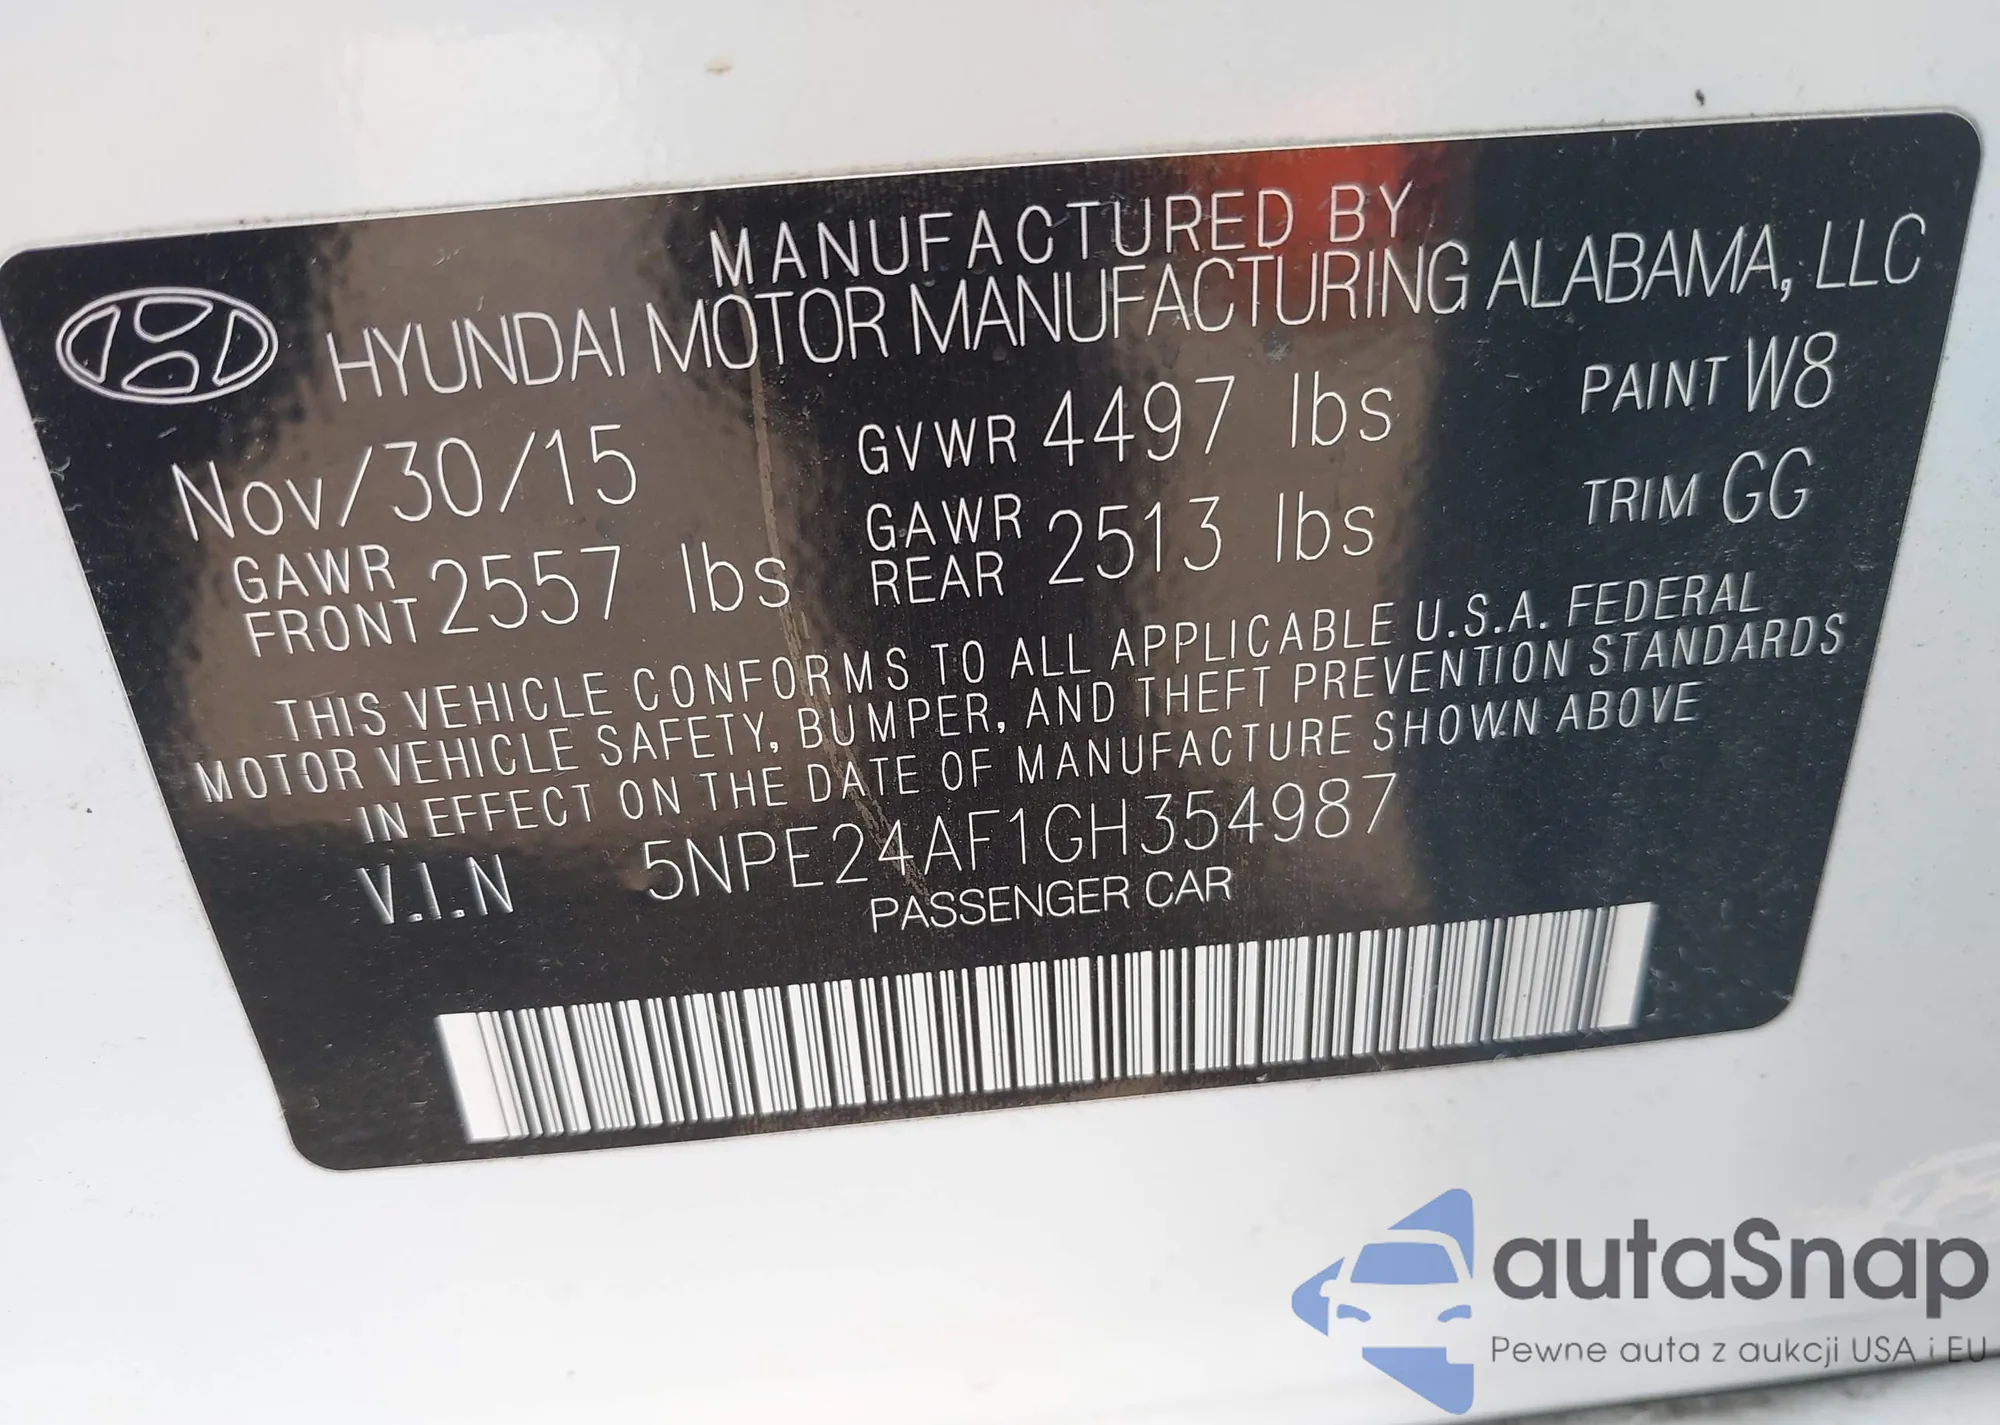 MANUFACTURED BY
HYUNDAI MOTOR MANUFACTURING ALABAMA, LLC
Nov/30/15 GVWR 4497 lbs PAINT W8
GAWR FRONT 2557 lbs GAWR REAR 2513 lbs TRIM GG
THIS VEHICLE CONFORMS TO ALL APPLICABLE U.S.A. FEDERAL
MOTOR VEHICLE SAFETY, BUMPER, AND THEFT PREVENTION STANDARDS
IN EFFECT ON THE DATE OF MANUFACTURE SHOWN ABOVE
V.I.N 5NPE24AF1GH354987
PASSENGER CAR
autaSnap
Pewne auta z aukcji USA i EU